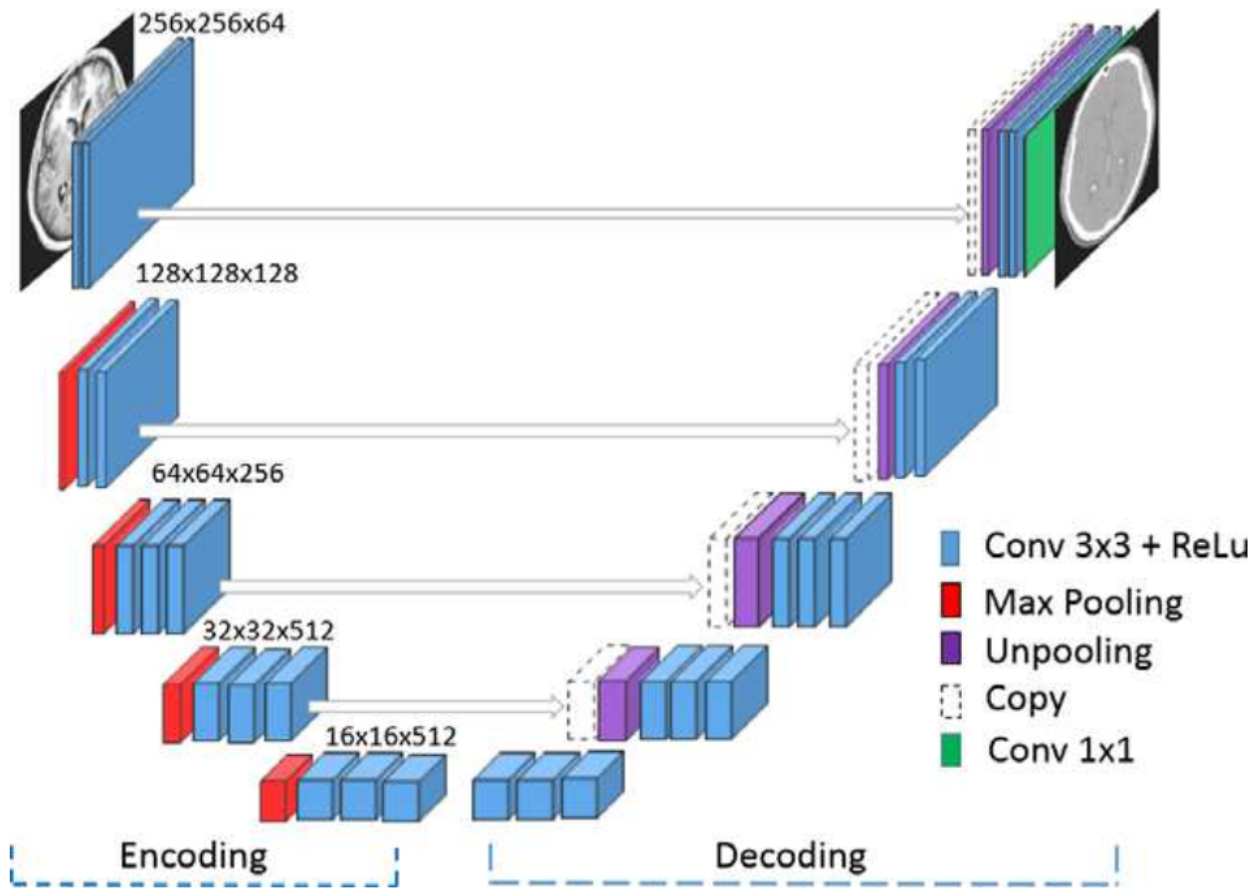 256x256x64
128x128x128
64x64x256
32x32x512
16x16x512
Conv 3x3 + ReLu
Max Pooling
Unpooling
Copy
Conv 1x1
Encoding
Decoding